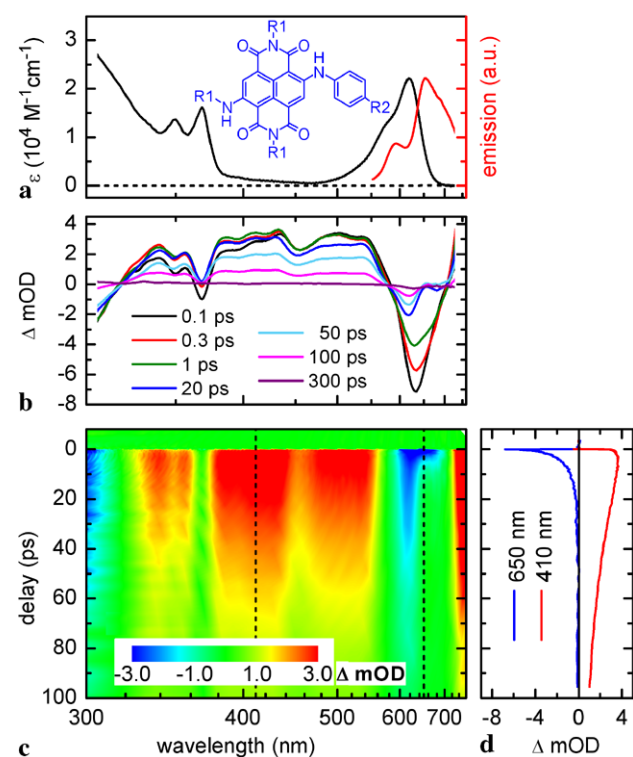 3
2
1
0
ε (10⁴ M⁻¹cm⁻¹)
emission (a.u.)
R1
O N O
H
N
R1
N
H
R2
O N O
R1
a
4
2
0
-2
-4
-6
-8
Δ mOD
0.1 ps
0.3 ps
1 ps
20 ps
50 ps
100 ps
300 ps
b
0
20
40
60
80
100
delay (ps)
-3.0 -1.0 1.0 3.0
Δ mOD
300 400 500 600 700
wavelength (nm)
c
650 nm
410 nm
-8 -4 0 4
Δ mOD
d